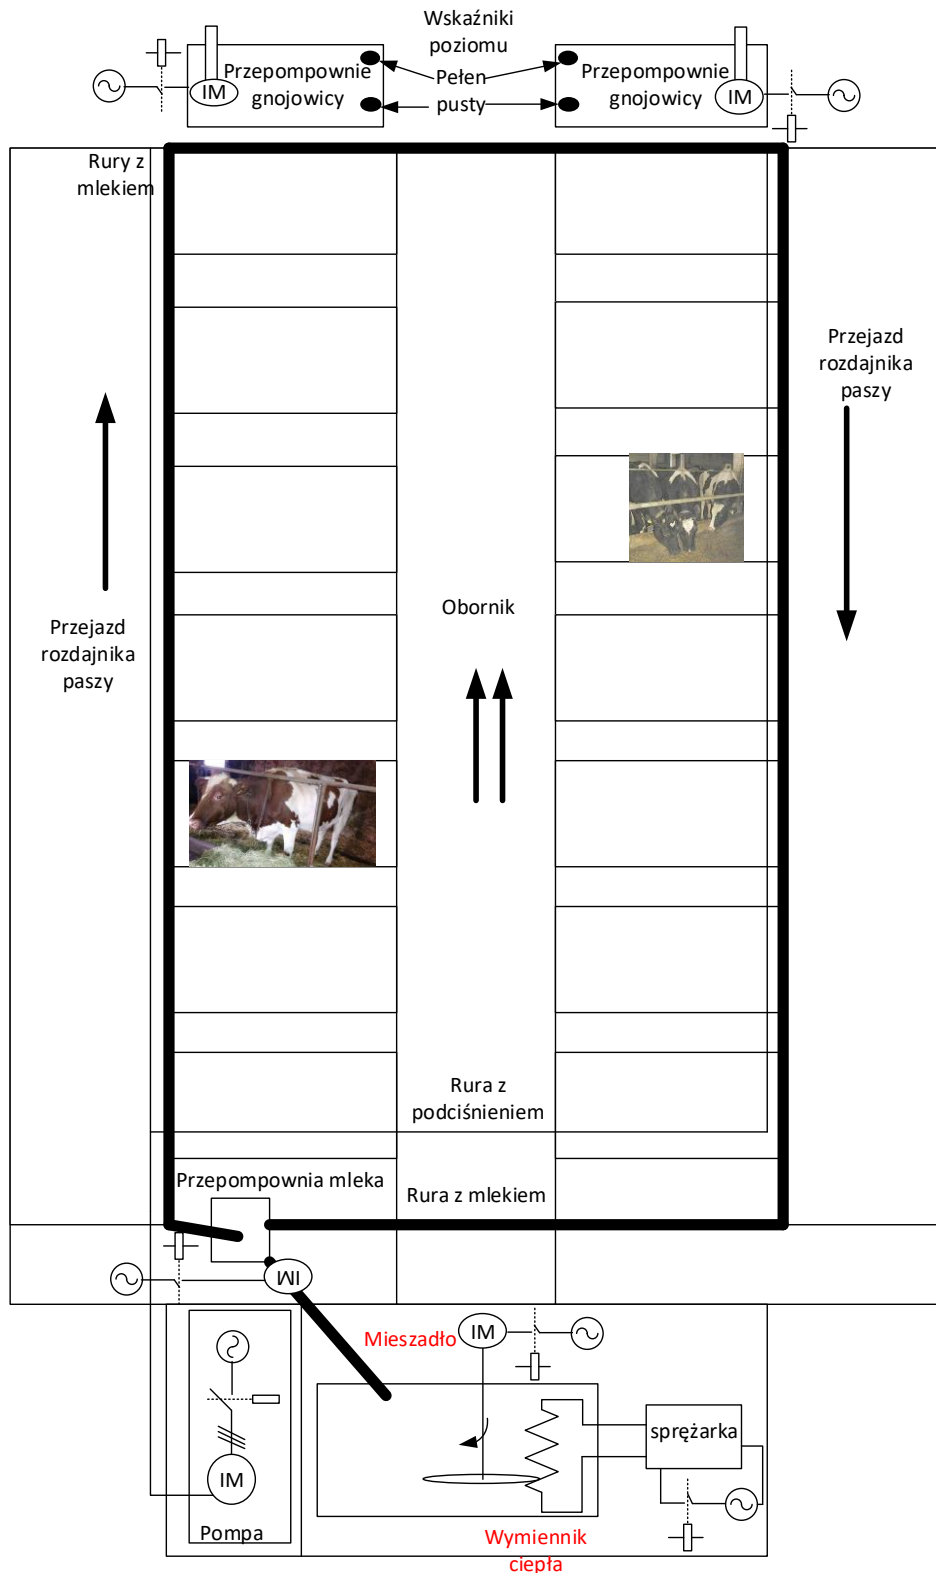 Wskaźniki
poziomu
Przepompownie
gnojowicy
Pełen
pusty
Przepompownie
gnojowicy
IM
IM
Rury z
mlekiem
Przejazd
rozdajnika
paszy
Przejazd
rozdajnika
paszy
Obornik
Rura z
podciśnieniem
Przepompownia mleka
Rura z mlekiem
IM
Mieszadło
IM
sprężarka
IM
Pompa
Wymiennik
ciepła